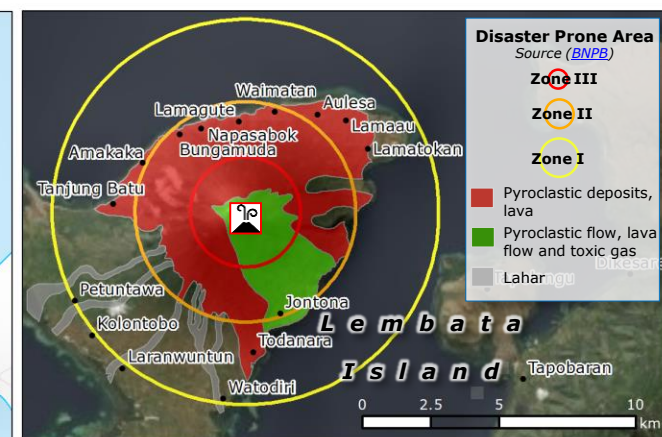 Disaster Prone Area
Source (BNPB)
Zone III
Zone II
Zone I
Pyroclastic deposits,
lava
Pyroclastic flow, lava
flow and toxic gas
Lahar
Waimatan
Aulesa
Lamagute
Lamaau
Napasabok
Bungamuda
Lamatokan
Amakaka
Tanjung Batu
Petuntawa
Jontona
Kolontobo
Lembata
Todanara
Laranwuntun
Island
Tapobaran
Watodiri
0 2.5 5 10
km